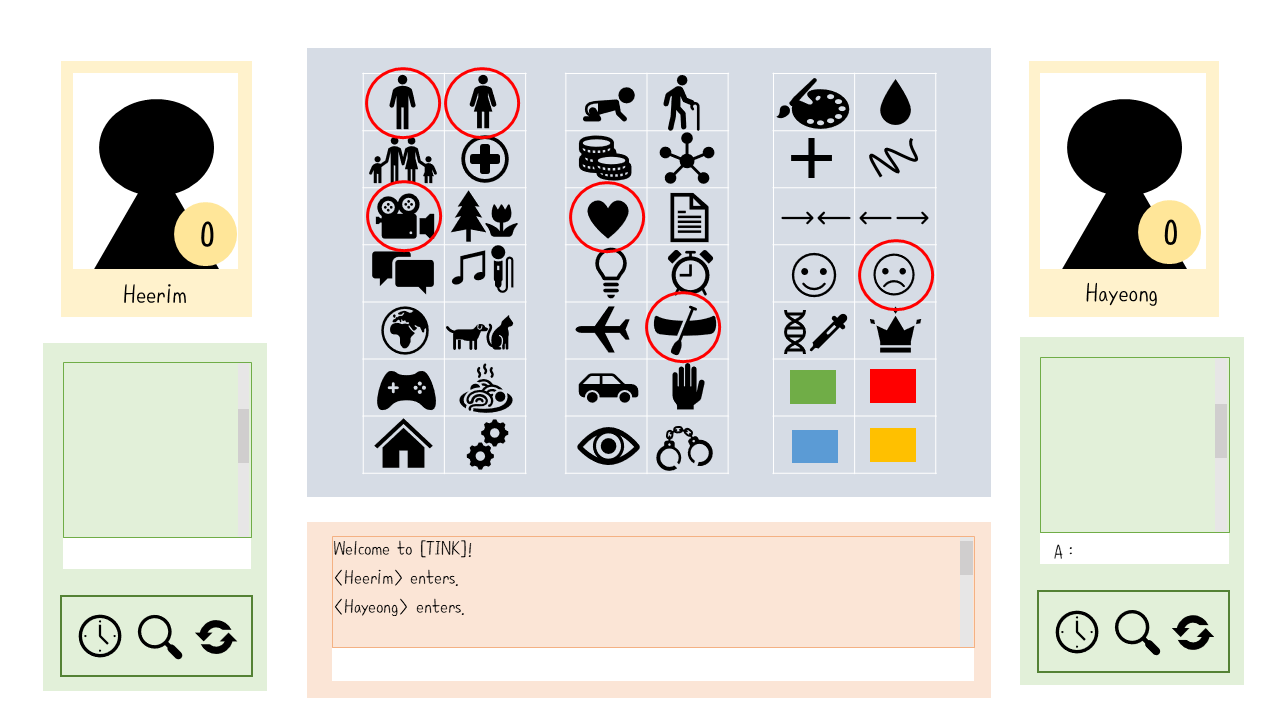 0
Heerim
0
Hayeong
Welcome to [TINK]!
<Heerim> enters.
<Hayeong> enters.
A :